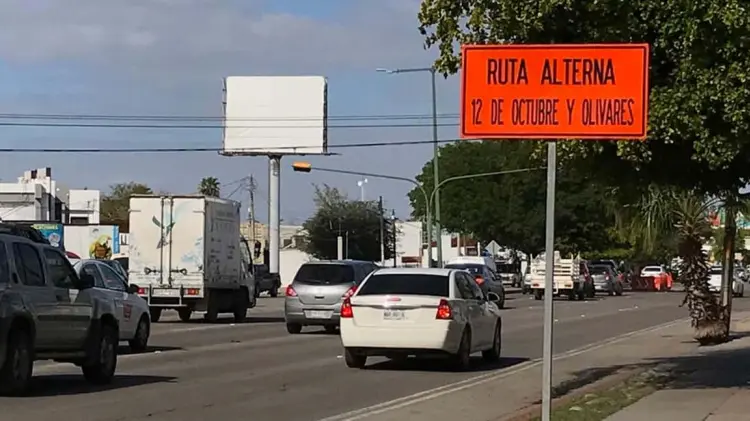 RUTA ALTERNA
12 DE OCTUBRE Y OLIVARES